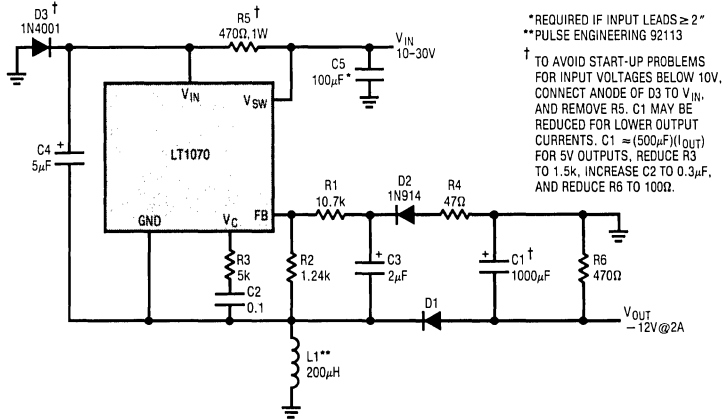 D3†
1N4001
R5†
470Ω, 1W
VIN
10-30V
C5
100μF*
VIN
VSW
LT1070
C4
+
5μF
GND
VC
FB
R1
10.7k
D2
1N914
R4
47Ω
R3
5k
C2
0.1
R2
1.24k
+
C3
2μF
+
C1†
1000μF
R6
470Ω
D1
VOUT
–12V@2A
L1**
200μH
*REQUIRED IF INPUT LEADS ≥ 2"
**PULSE ENGINEERING 92113
† TO AVOID START-UP PROBLEMS
FOR INPUT VOLTAGES BELOW 10V,
CONNECT ANODE OF D3 TO VIN,
AND REMOVE R5. C1 MAY BE
REDUCED FOR LOWER OUTPUT
CURRENTS. C1 ≈ (500μF)(IOUT)
FOR 5V OUTPUTS, REDUCE R3
TO 1.5k, INCREASE C2 TO 0.3μF,
AND REDUCE R6 TO 100Ω.